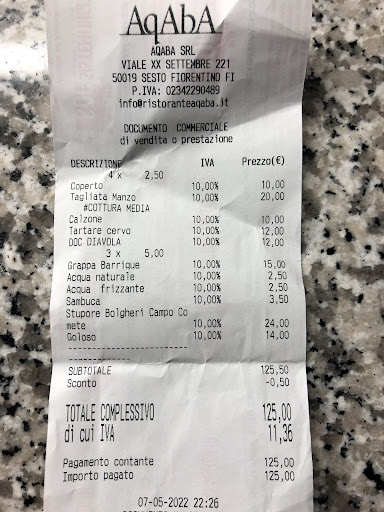 AqAbA
AQABA SRL
VIALE XX SETTEMBRE 221
50019 SESTO FIORENTINO FI
P.IVA: 02342290489
info@ristoranteaqaba.it
DOCUMENTO COMMERCIALE
di vendita o prestazione
DESCRIZIONE IVA Prezzo(€)
4 x 2,50
Coperto 10,00% 10,00
Tagliata Manzo 10,00% 20,00
#COTTURA MEDIA
Calzone 10,00% 10,00
Tartare cervo 10,00% 12,00
DOC DIAVOLA 10,00% 12,00
3 x 5,00
Grappa Barrique 10,00% 15,00
Acqua naturale 10,00% 2,50
Acqua frizzante 10,00% 2,50
Sambuca 10,00% 3,50
Stupore Bolgheri Campo Co
mete 10,00% 24,00
Goloso 10,00% 14,00
SUBTOTALE 125,50
Sconto -0,50
TOTALE COMPLESSIVO 125,00
di cui IVA 11,36
Pagamento contante 125,00
Importo pagato 125,00
07-05-2022 22:26